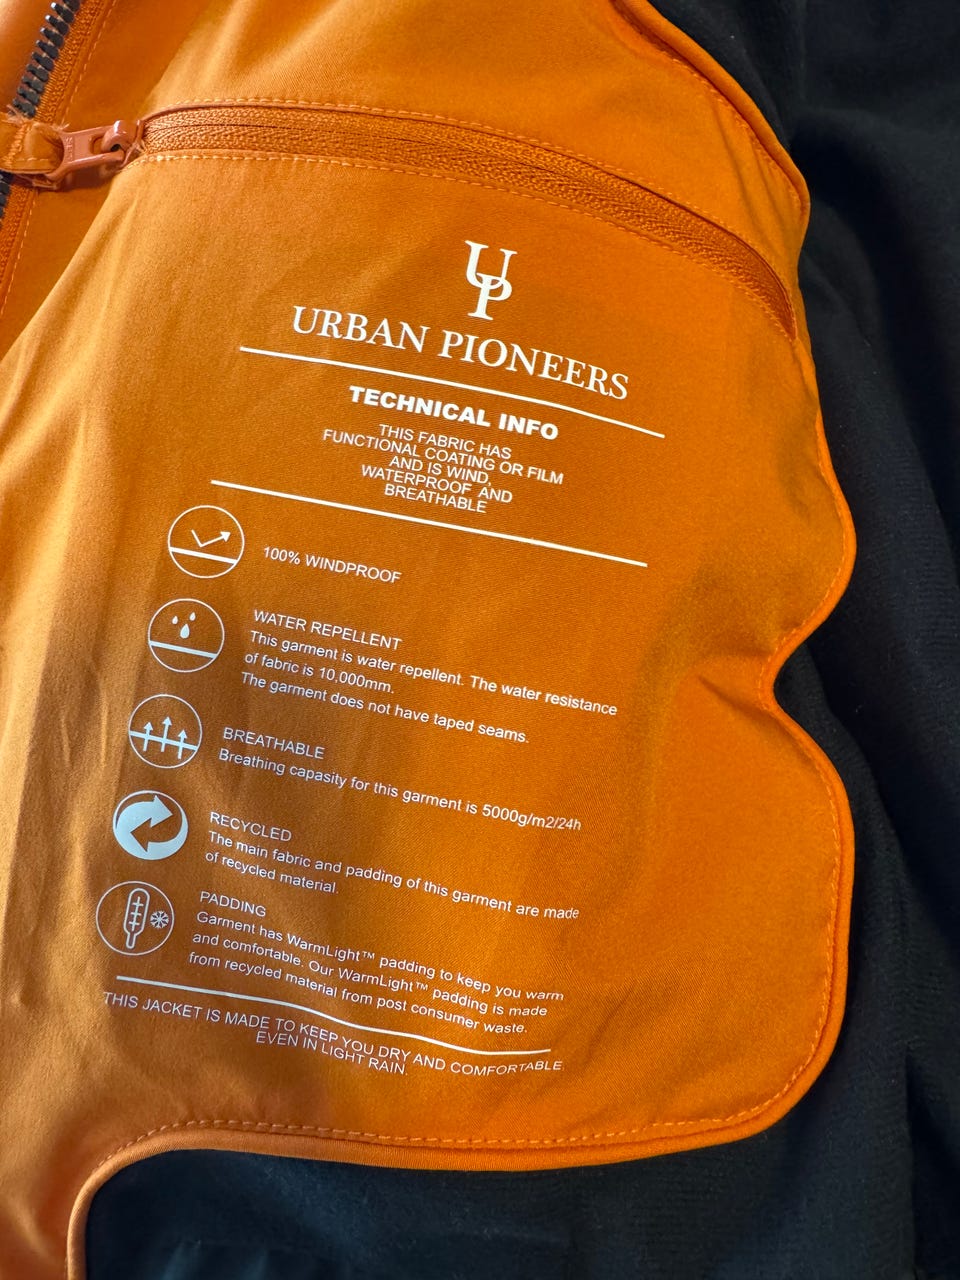 UP
URBAN PIONEERS
TECHNICAL INFO
THIS FABRIC HAS
FUNCTIONAL COATING OR FILM
AND IS WIND,
WATERPROOF AND
BREATHABLE
100% WINDPROOF
WATER REPELLENT
This garment is water repellent. The water resistance
of fabric is 10,000mm.
The garment does not have taped seams.
BREATHABLE
Breathing capacity for this garment is 5000g/m2/24h
RECYCLED
The main fabric and padding of this garment are made
of recycled material.
PADDING
Garment has WarmLight™ padding to keep you warm
and comfortable. Our WarmLight™ padding is made
from recycled material from post consumer waste.
THIS JACKET IS MADE TO KEEP YOU DRY AND COMFORTABLE
EVEN IN LIGHT RAIN.